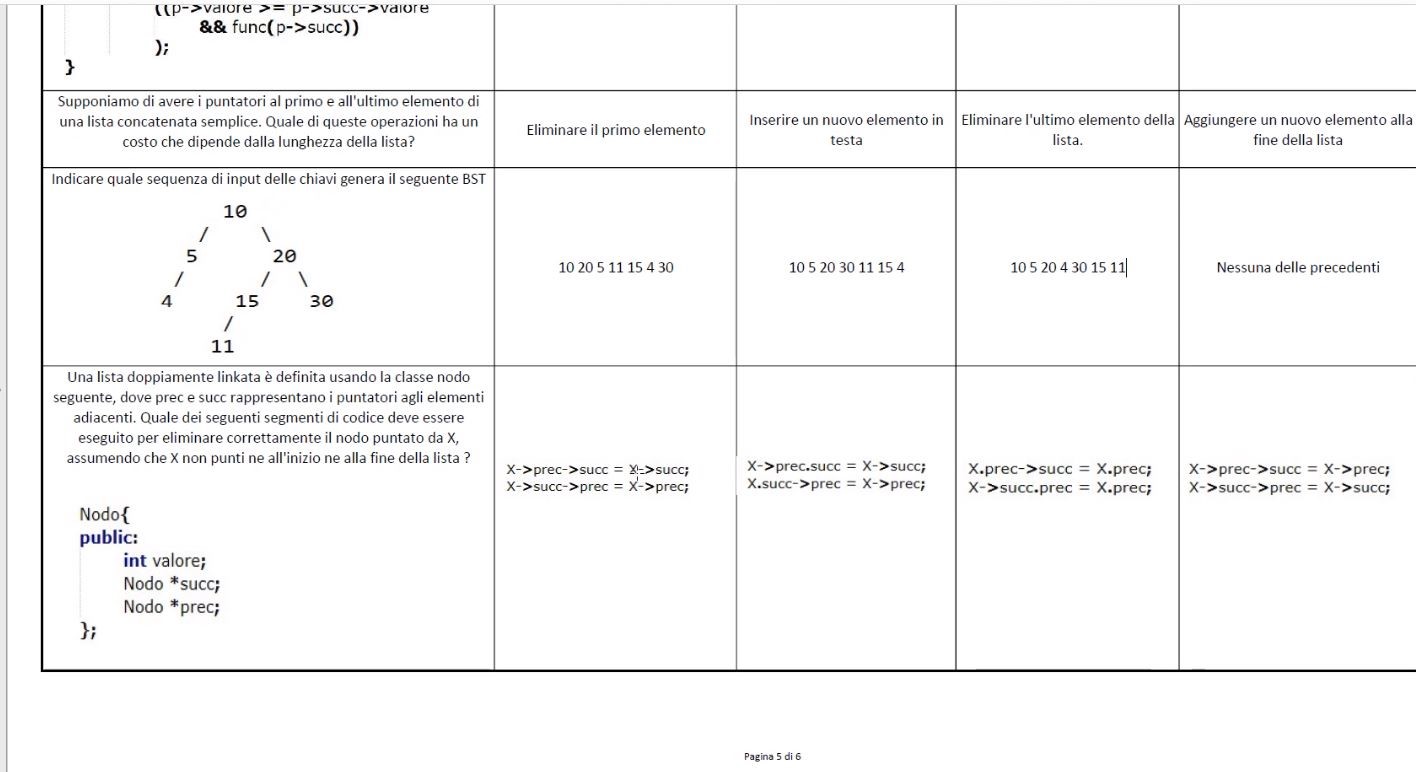 ((p->valore >= p->succ->valore
&& func(p->succ))
);
}
Supponiamo di avere i puntatori al primo e all'ultimo elemento di
una lista concatenata semplice. Quale di queste operazioni ha un
costo che dipende dalla lunghezza della lista?
Eliminare il primo elemento
Inserire un nuovo elemento in
testa
Eliminare l'ultimo elemento della
lista.
Aggiungere un nuovo elemento alla
fine della lista
Indicare quale sequenza di input delle chiavi genera il seguente BST
10
/ \
5 20
/ / \
4 15 30
/
11
10 20 5 11 15 4 30
10 5 20 30 11 15 4
10 5 20 4 30 15 11
Nessuna delle precedenti
Una lista doppiamente linkata è definita usando la classe nodo
seguente, dove prec e succ rappresentano i puntatori agli elementi
adiacenti. Quale dei seguenti segmenti di codice deve essere
eseguito per eliminare correttamente il nodo puntato da X,
assumendo che X non punti ne all'inizio ne alla fine della lista ?
Nodo{
public:
int valore;
Nodo *succ;
Nodo *prec;
};
X->prec->succ = X->succ;
X->succ->prec = X->prec;
X->prec.succ = X->succ;
X.succ->prec = X->prec;
X.prec->succ = X.prec;
X->succ.prec = X.prec;
X->prec->succ = X->prec;
X->succ->prec = X->succ;
Pagina 5 di 6